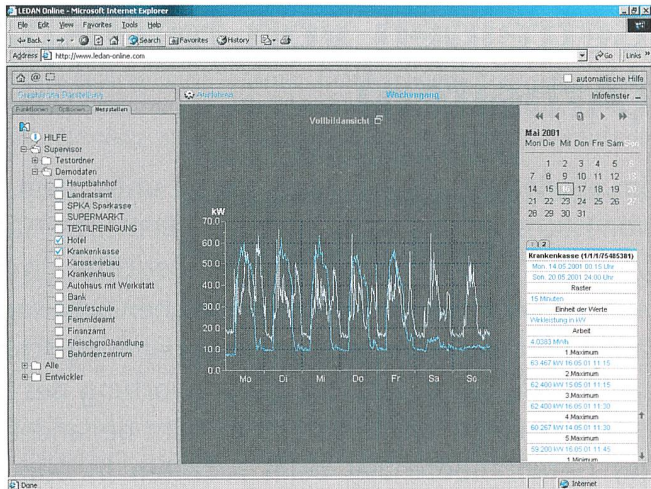 LEDAN Online - Microsoft Internet Explorer
File Edit View Favorites Tools Help
Back Search Favorites History
Address http://www.ledan-online.com Go Links »
automatische Hilfe
Graphische Darstellung Wochengang Infofenster
Funktionen Optionen Messstellen
HILFE
Supervisor
Testordner
Demodaten
Hauptbahnhof
Landratsamt
SPKA Sparkasse
SUPERMARKT
TEXTILREINIGUNG
Hotel
Krankenkasse
Karosseriebau
Krankenhaus
Autohaus mit Werkstatt
Bank
Berufsschule
Fernmeldeamt
Finanzamt
Fleischgroßhandlung
Behördenzentrum
Alle
Entwickler
Vollbildansicht
kW
70.0
60.0
50.0
40.0
30.0
20.0
10.0
0.0
Mo Di Mi Do Fr Sa So
Mai 2001
Mon Die Mit Don Fre Sam Son
1 2 3 4 5 6
7 8 9 10 11 12 13
14 15 16 17 18 19 20
21 22 23 24 25 26 27
28 29 30 31
1 2
Krankenkasse (1/1/1/75485381)
Mon. 14.05.2001 00:15 Uhr
Son. 20.05.2001 24:00 Uhr
Raster
15 Minuten
Einheit der Werte
Wirkleistung in kW
Arbeit
4.0383 MWh
1.Maximum
63.467 kW 16.05.01 11:15
2.Maximum
62.400 kW 15.05.01 11:15
3.Maximum
62.400 kW 16.05.01 11:30
4.Maximum
60.267 kW 14.05.01 11:30
5.Maximum
59.200 kW 16.05.01 11:45
1.Minimum
Done Internet